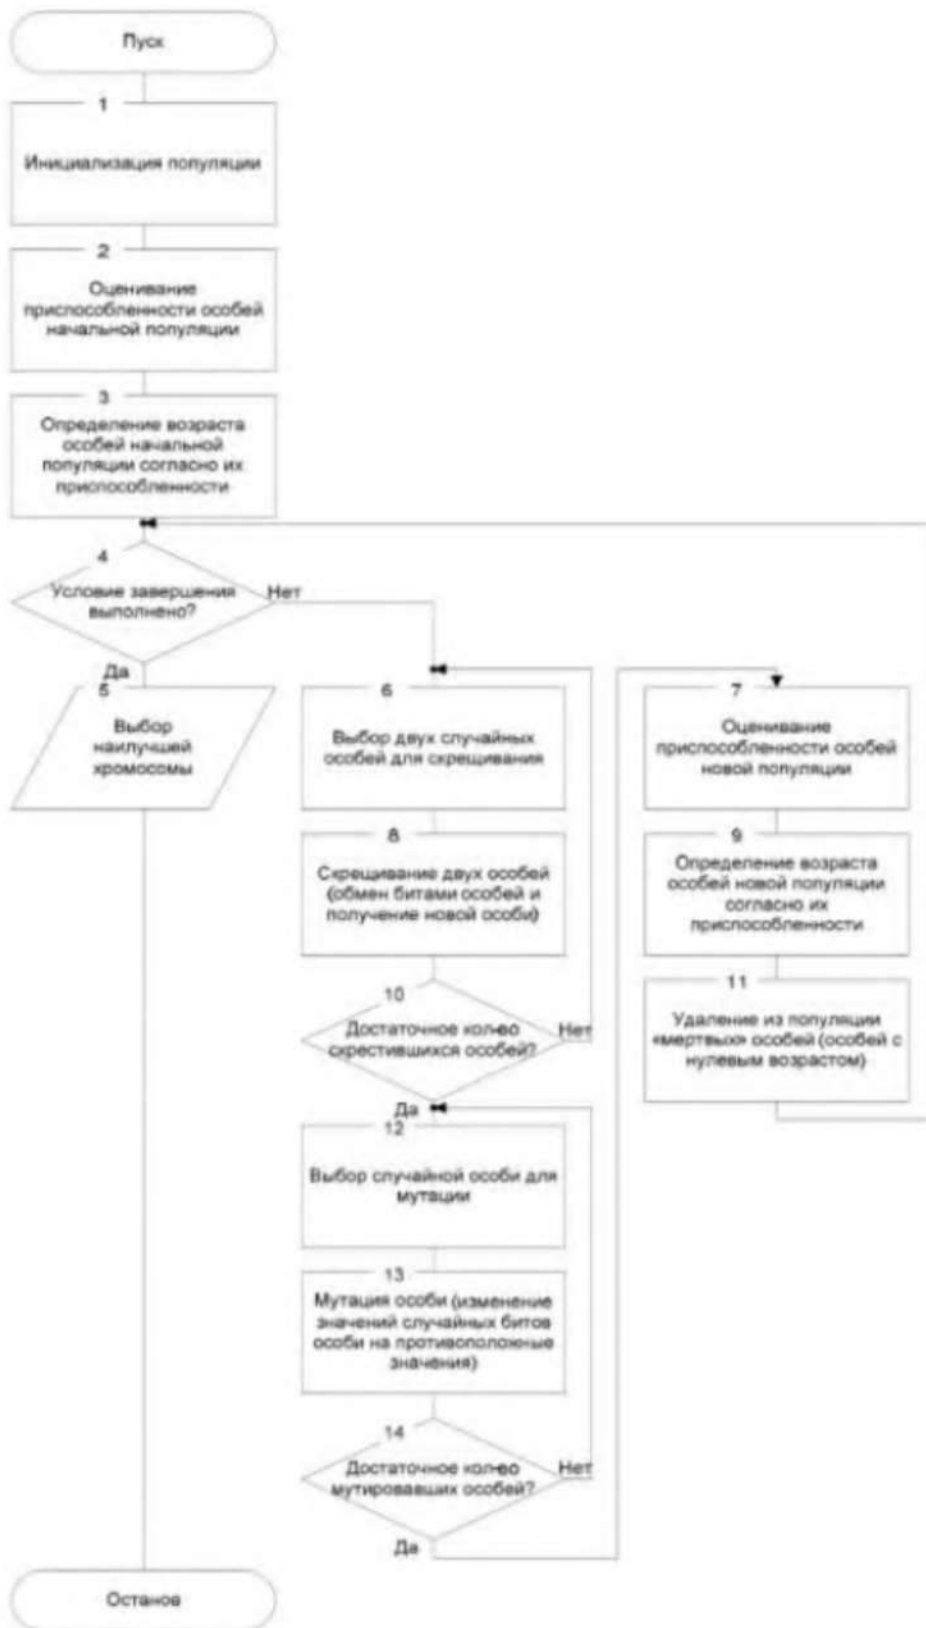 Пуск
1
Инициализация популяции
2
Оценивание
приспособленности особей
начальной популяции
3
Определение возраста
особей начальной
популяции согласно их
приспособленности
4
Условие завершения
выполнено?
Нет
Да
5
Выбор
наилучшей
хромосомы
6
Выбор двух случайных
особей для скрещивания
8
Скрещивание двух особей
(обмен битами особей и
получение новой особи)
10
Достаточное кол-во
скрестившихся особей?
Нет
Да
12
Выбор случайной особи для
мутации
13
Мутация особи (изменение
значений случайных битов
особи на противоположные
значения)
14
Достаточное кол-во
мутировавших особей?
Нет
Да
7
Оценивание
приспособленности особей
новой популяции
9
Определение возраста
особей новой популяции
согласно их
приспособленности
11
Удаление из популяции
«мертвых» особей (особей с
нулевым возрастом)
Останов